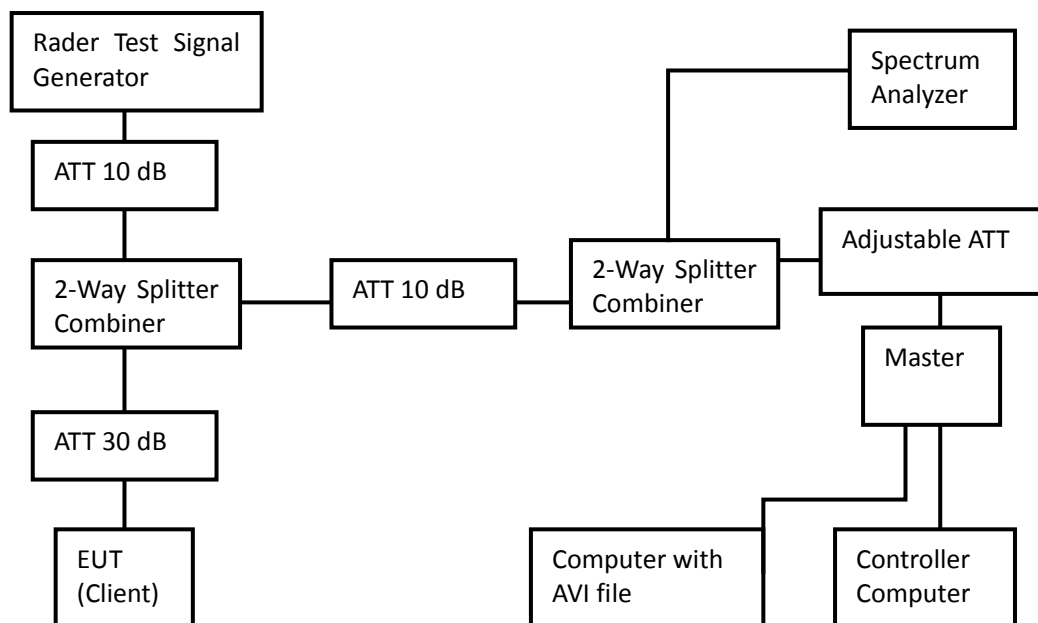 Rader Test Signal
Generator
Spectrum
Analyzer
ATT 10 dB
Adjustable ATT
2-Way Splitter
Combiner
ATT 10 dB
2-Way Splitter
Combiner
Master
ATT 30 dB
EUT
(Client)
Computer with
AVI file
Controller
Computer